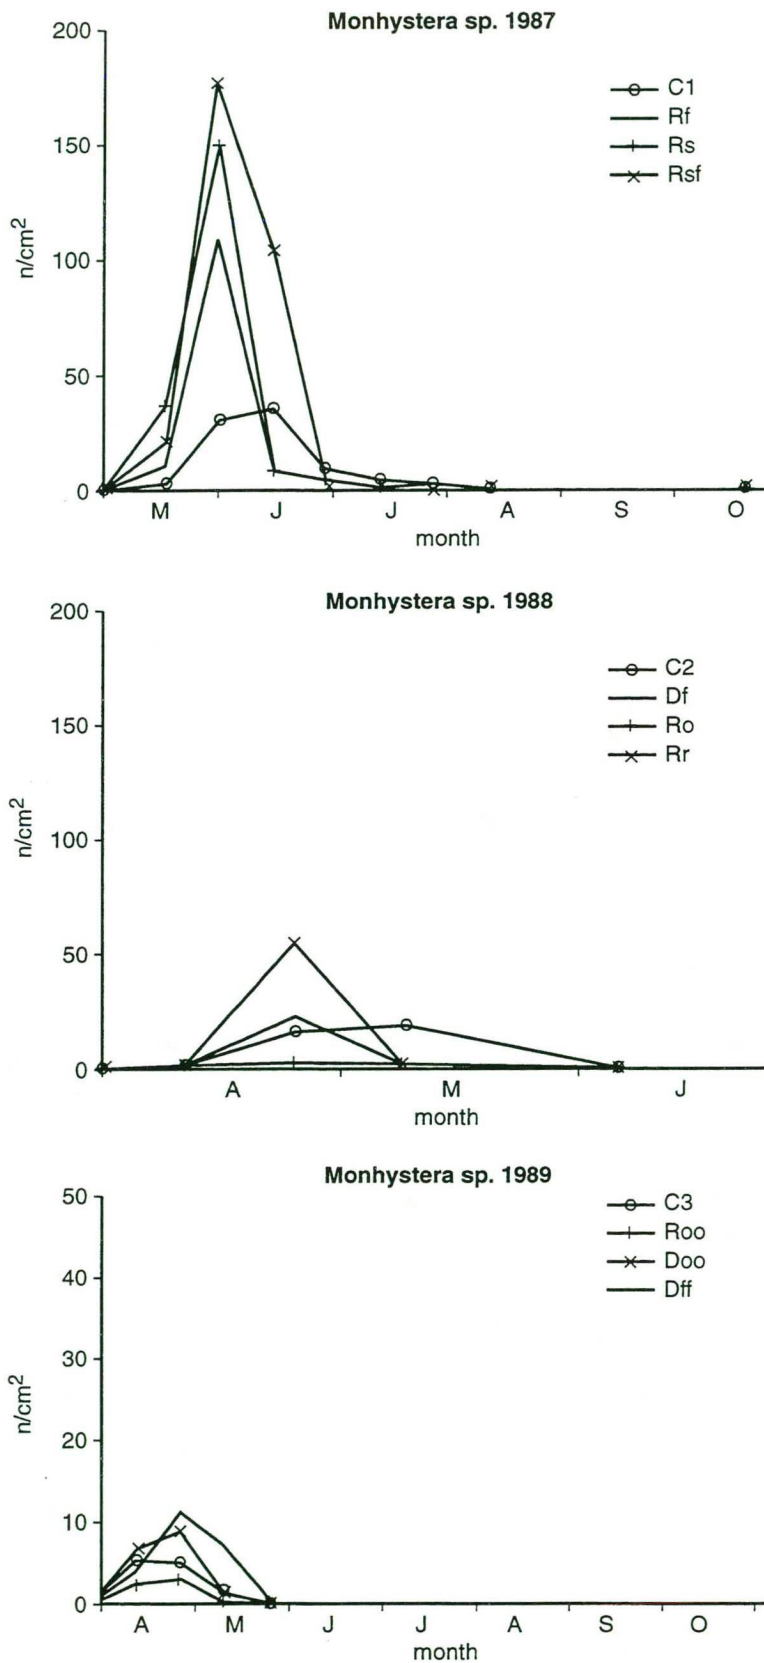 Monhystera sp. 1987
200
150
100
50
0
n/cm²
C1
Rf
Rs
Rsf
M J J A S O
month
Monhystera sp. 1988
200
150
100
50
0
n/cm²
C2
Df
Ro
Rr
A M J
month
Monhystera sp. 1989
50
40
30
20
10
0
n/cm²
C3
Roo
Doo
Dff
A M J J A S O
month